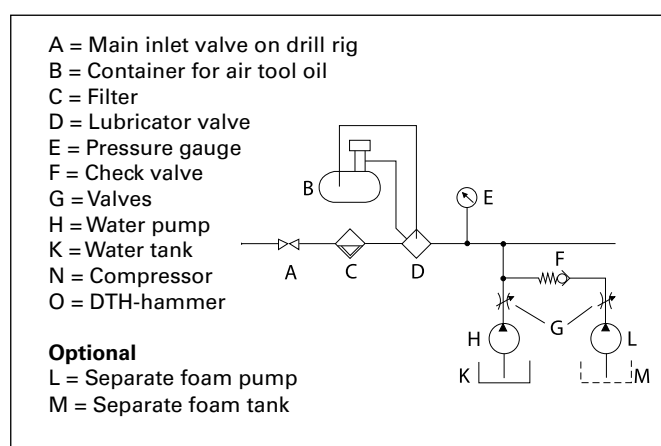 A = Main inlet valve on drill rig
B = Container for air tool oil
C = Filter
D = Lubricator valve
E = Pressure gauge
F = Check valve
G = Valves
H = Water pump
K = Water tank
N = Compressor
O = DTH-hammer
Optional
L = Separate foam pump
M = Separate foam tank
B
E
A
C
D
F
G
H
L
K
M